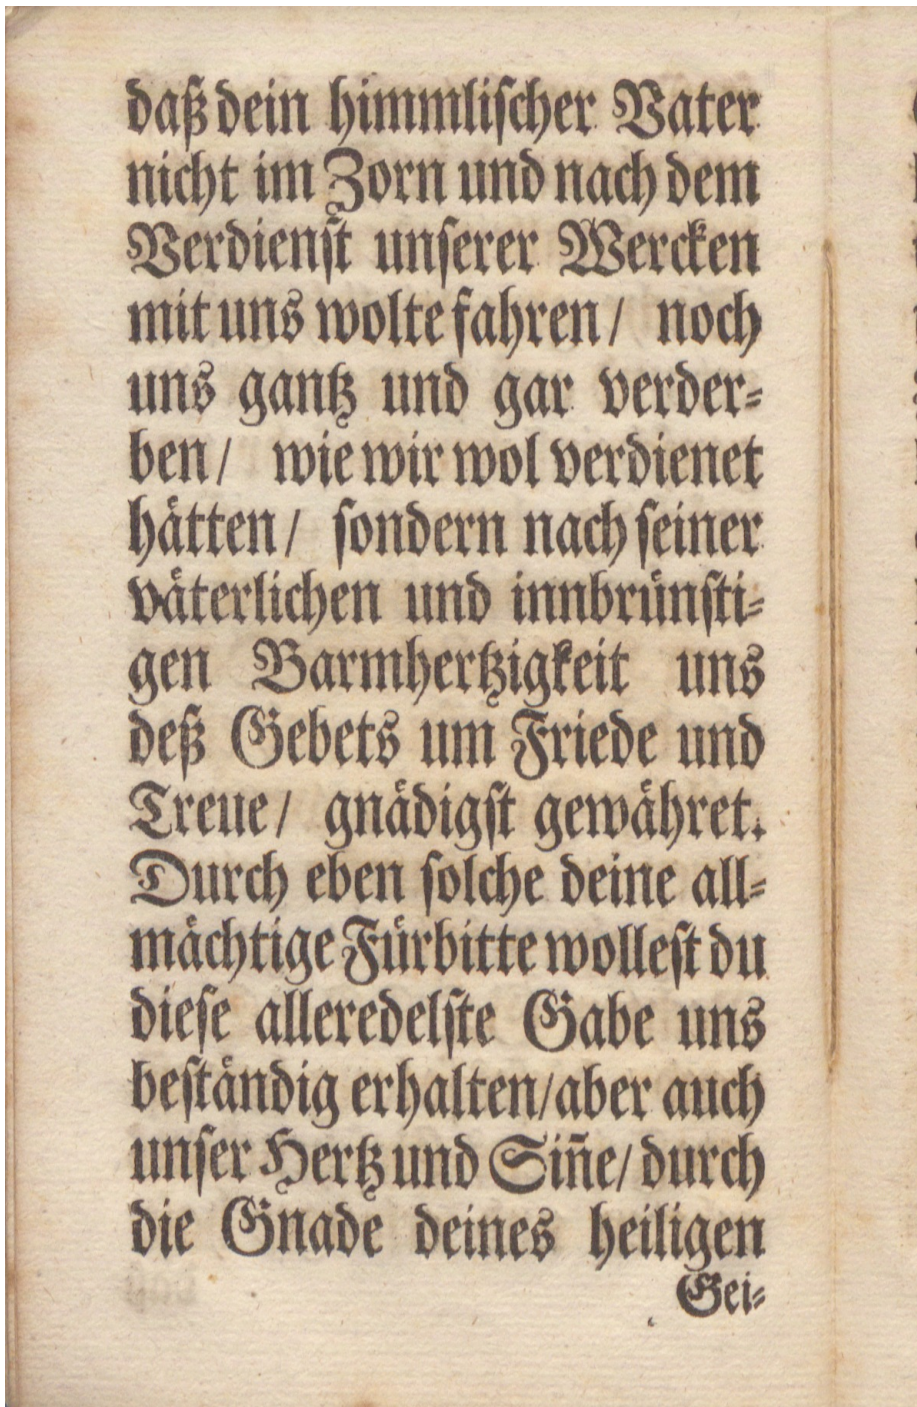 daß dein himmlischer Vater
nicht im Zorn und nach dem
Verdienst unserer Wercken
mit uns wolte fahren / noch
uns gantz und gar verder⸗
ben / wie wir wol verdienet
hätten / sondern nach seiner
väterlichen und innbrünsti⸗
gen Barmhertzigkeit uns
deß Gebets um Friede und
Treue / gnädigst gewähret.
Durch eben solche deine all⸗
mächtige Fürbitte wollest du
diese alleredelste Gabe uns
beständig erhalten / aber auch
unser Hertz und Sin̄e / durch
die Gnade deines heiligen
Gei⸗